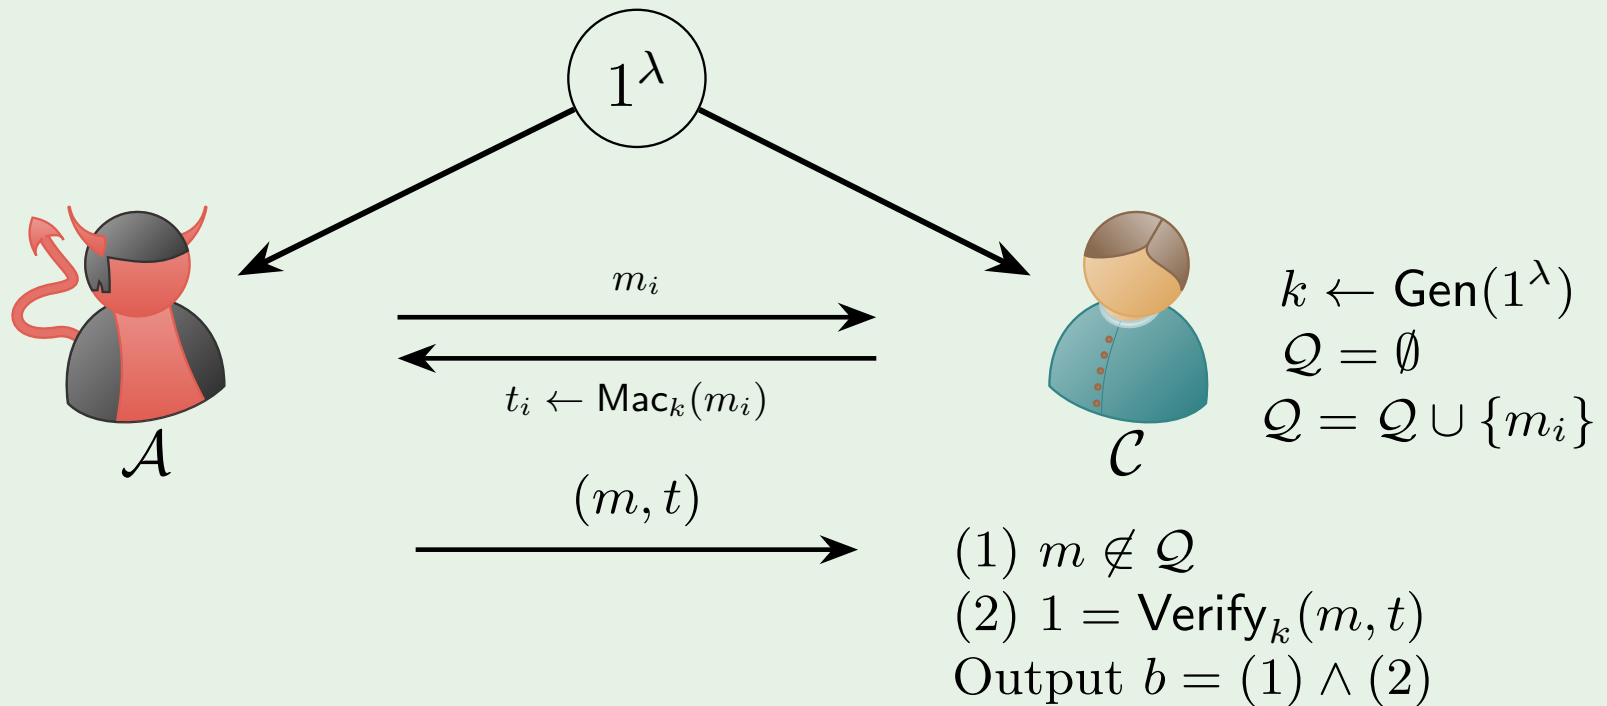 1^λ
m_i
t_i ← Mac_k(m_i)
k ← Gen(1^λ)
𝒬 = ∅
𝒬 = 𝒬 ∪ {m_i}
𝒜
𝒞
(m, t)
(1) m ∉ 𝒬
(2) 1 = Verify_k(m, t)
Output b = (1) ∧ (2)